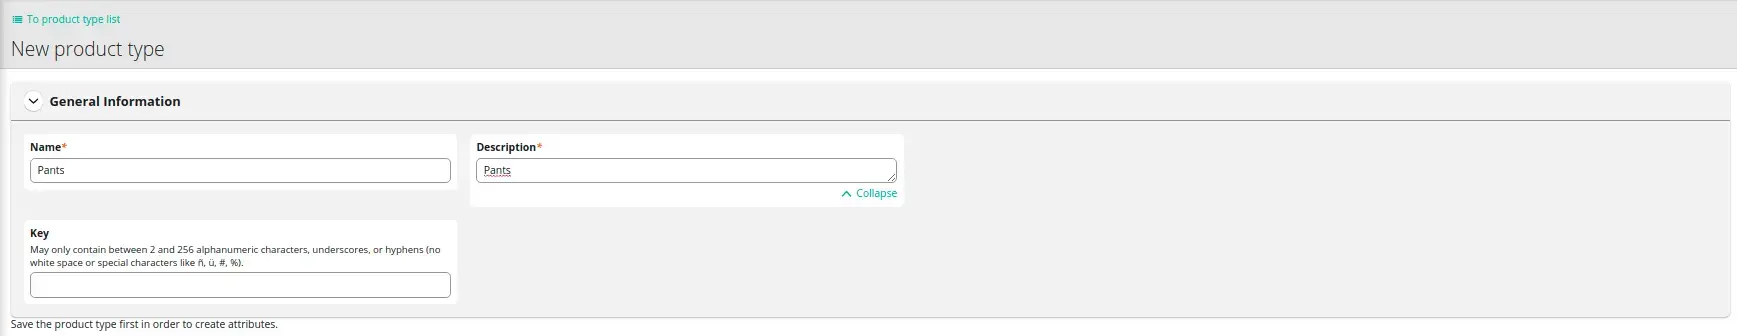 To product type list
New product type
General Information
Name*
Pants
Description*
Pants
Collapse
Key
May only contain between 2 and 256 alphanumeric characters, underscores, or hyphens (no
white space or special characters like ñ, ü, #, %).
Save the product type first in order to create attributes.